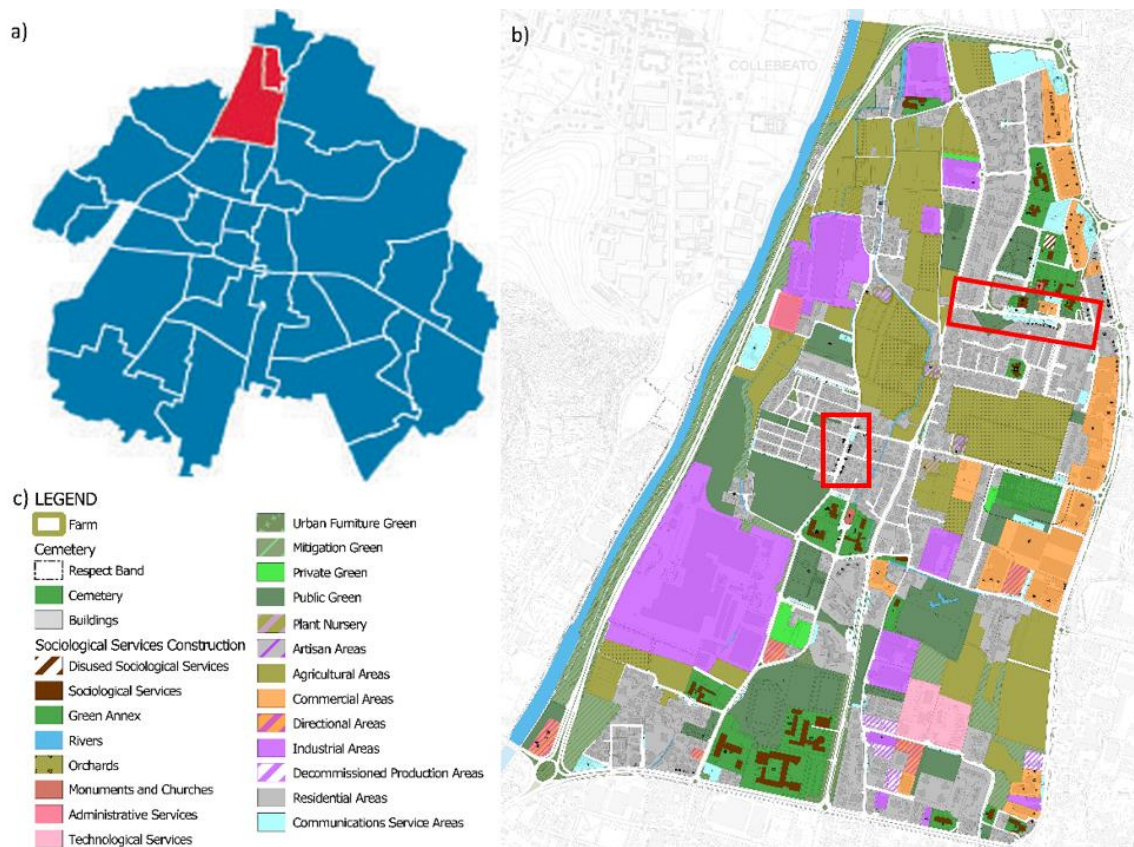 a)
b)
COLLEBEATO
c) LEGEND
Farm
Cemetery
Respect Band
Cemetery
Buildings
Sociological Services Construction
Disused Sociological Services
Sociological Services
Green Annex
Rivers
Orchards
Monuments and Churches
Administrative Services
Technological Services
Urban Furniture Green
Mitigation Green
Private Green
Public Green
Plant Nursery
Artisan Areas
Agricultural Areas
Commercial Areas
Directional Areas
Industrial Areas
Decommissioned Production Areas
Residential Areas
Communications Service Areas